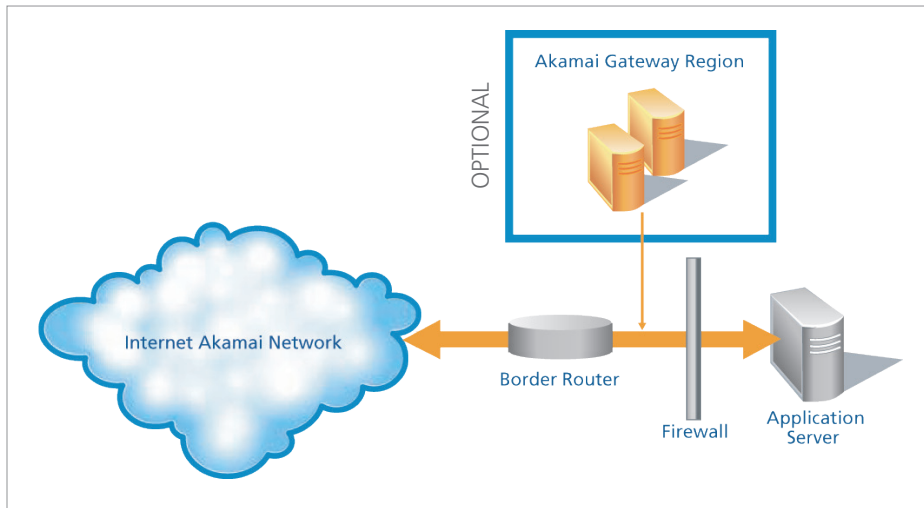 Akamai Gateway Region
OPTIONAL
Internet Akamai Network
Border Router
Firewall
Application
Server